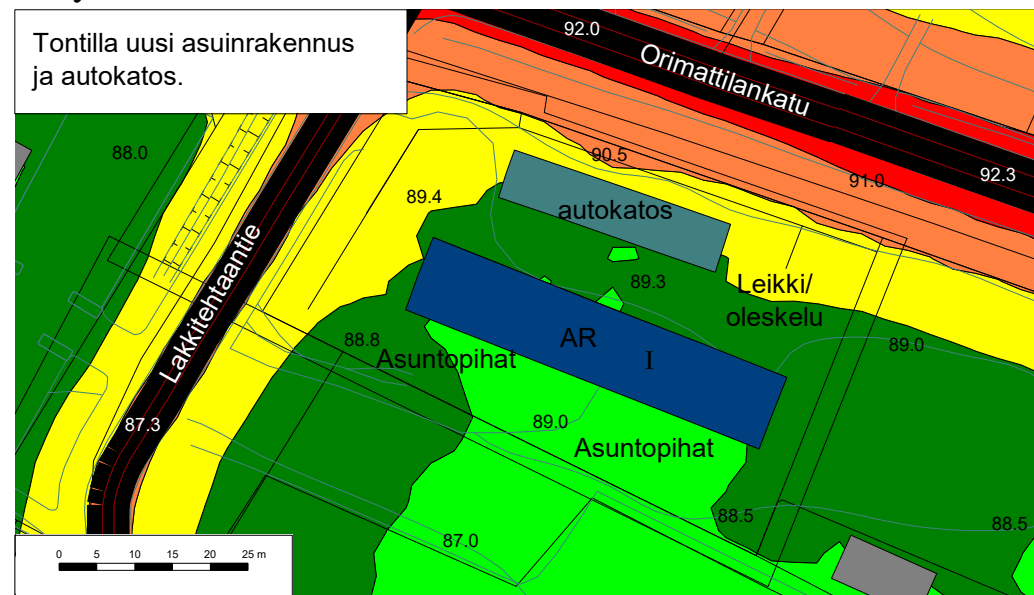 Tontilla uusi asuinrakennus
ja autokatos.
92.0
Orimattilankatu
88.0
90.5
91.0
92.3
89.4
autokatos
Lakkitehtaantie
89.3
Leikki/
oleskelu
88.8
AR I
89.0
Asuntopihat
87.3
89.0
Asuntopihat
88.5
88.5
87.0
0 5 10 15 20 25 m